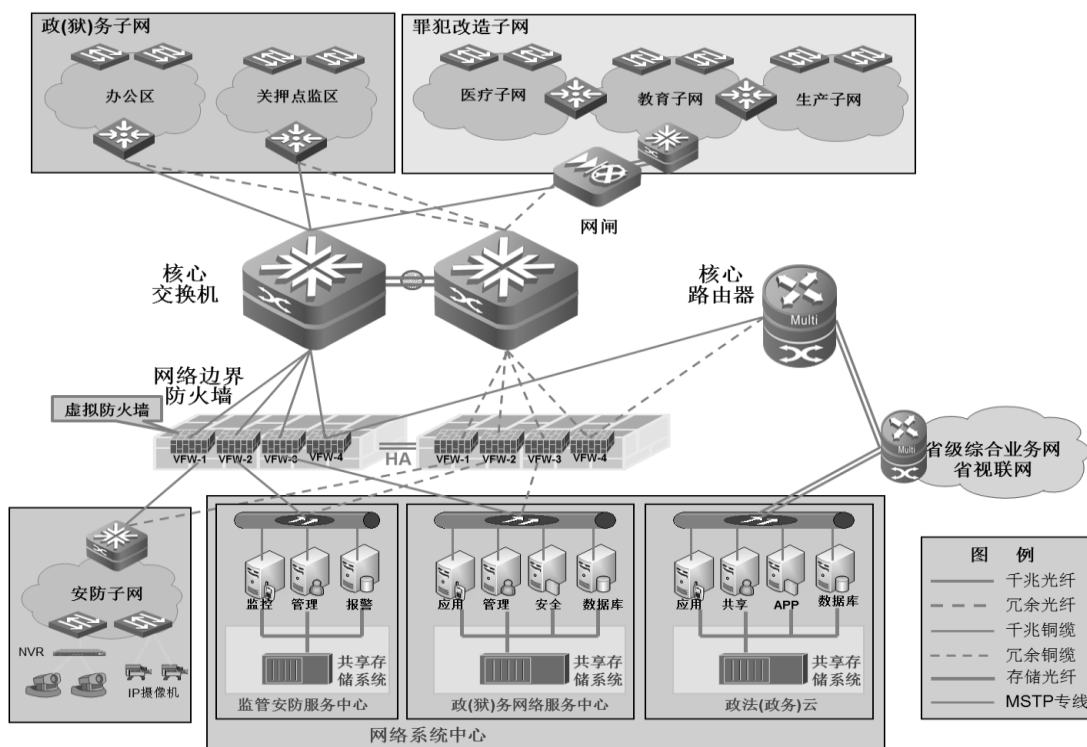 政(狱)务子网
罪犯改造子网
办公区
关押点监区
医疗子网
教育子网
生产子网
网闸
核心
交换机
核心
路由器
Multi
网络边界
防火墙
虚拟防火墙
VFW-1
VFW-2
VFW-3
VFW-4
HA
VFW-1
VFW-2
VFW-3
VFW-4
Multi
省级综合业务网
省视联网
安防子网
NVR
IP摄像机
监控
管理
报警
共享存
储系统
监管安防服务中心
应用
管理
安全
数据库
共享存
储系统
政(狱)务网络服务中心
应用
共享
APP
数据库
共享存
储系统
政法(政务)云
网络系统中心
图 例
千兆光纤
冗余光纤
千兆铜缆
冗余铜缆
存储光纤
MSTP专线